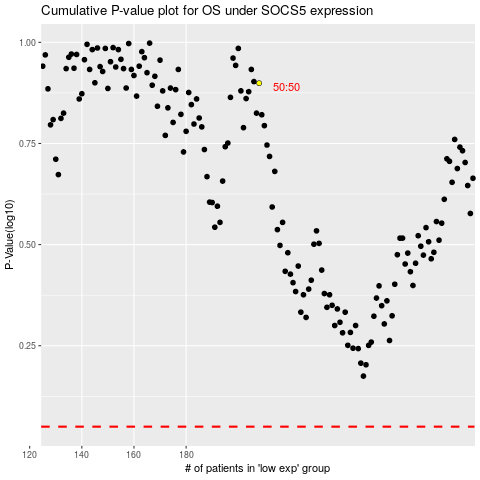 Cumulative P-value plot for OS under SOCS5 expression
1.00
50:50
0.75
P-Value(log10)
0.50
0.25
120 140 160 180
# of patients in 'low exp' group